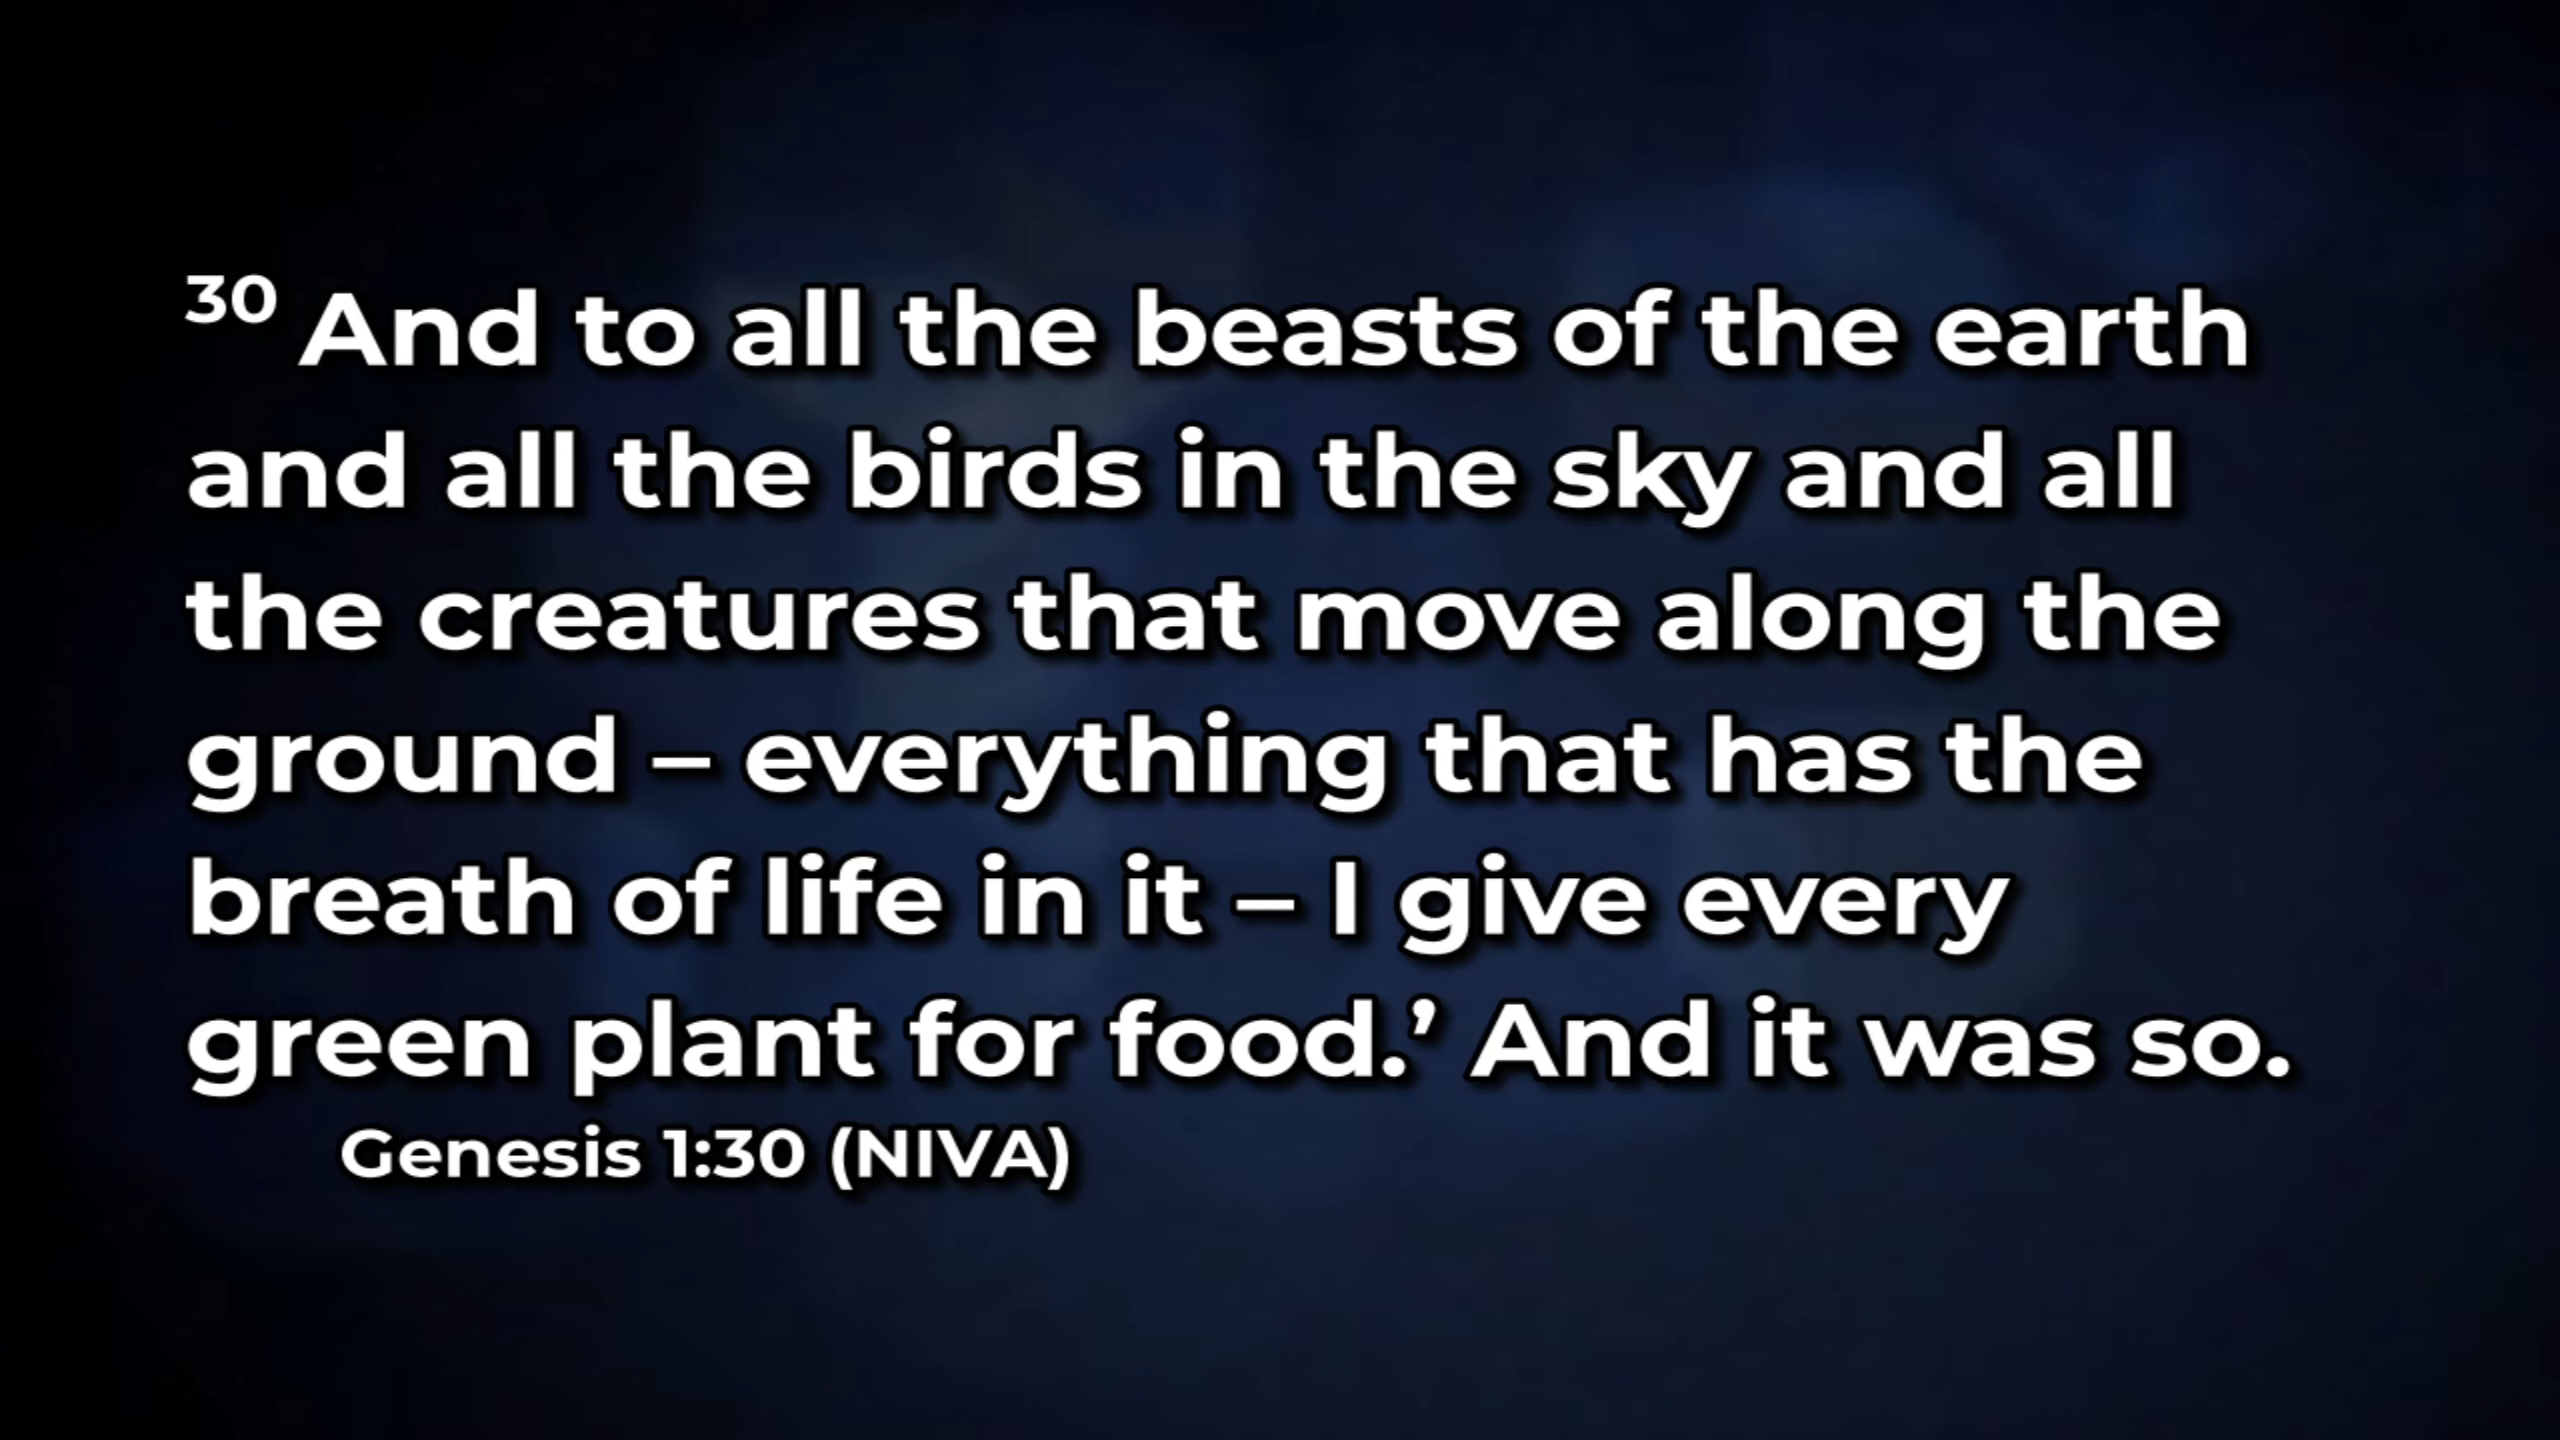 30 And to all the beasts of the earth
and all the birds in the sky and all
the creatures that move along the
ground – everything that has the
breath of life in it – I give every
green plant for food.’ And it was so.
Genesis 1:30 (NIVA)